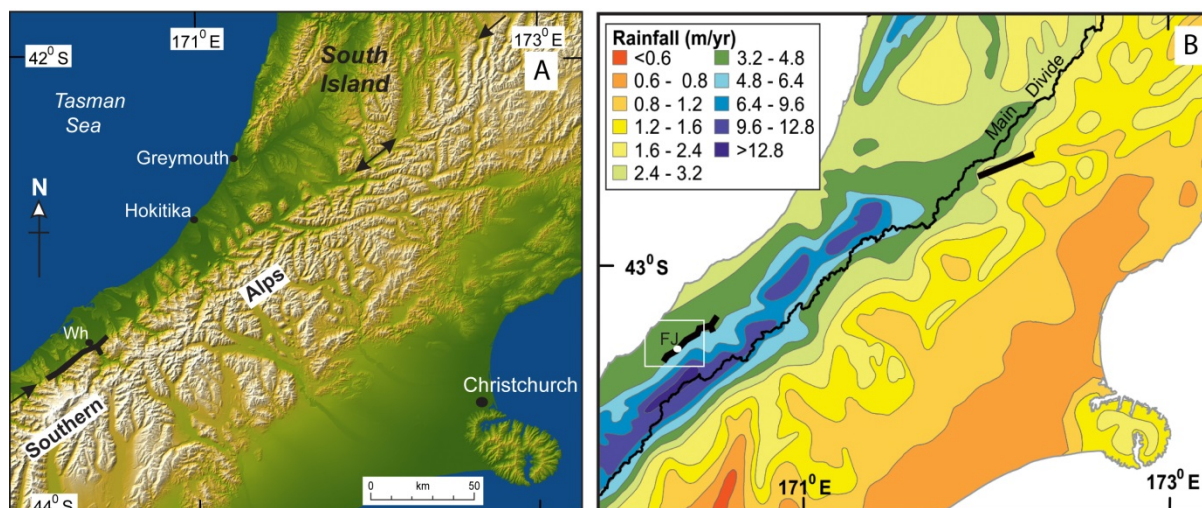 171⁰ E
173⁰ E
A
42⁰ S
South
Island
Tasman
Sea
Greymouth
N
Hokitika
Alps
Wh
Christchurch
Southern
0 50
km
44⁰ S
B
Rainfall (m/yr)
<0.6
0.6 - 0.8
0.8 - 1.2
1.2 - 1.6
1.6 - 2.4
2.4 - 3.2
3.2 - 4.8
4.8 - 6.4
6.4 - 9.6
9.6 - 12.8
>12.8
Main Divide
43⁰ S
FJ
171⁰ E
173⁰ E